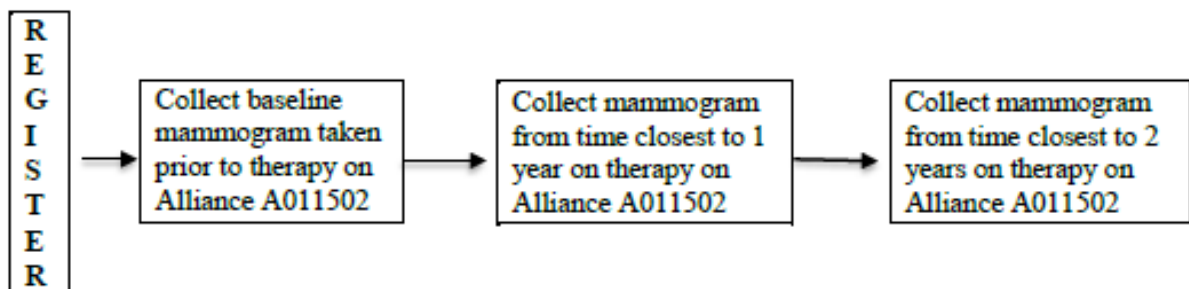 R
E
G
I
S
T
E
R
Collect baseline
mammogram taken
prior to therapy on
Alliance A011502
Collect mammogram
from time closest to 1
year on therapy on
Alliance A011502
Collect mammogram
from time closest to 2
years on therapy on
Alliance A011502